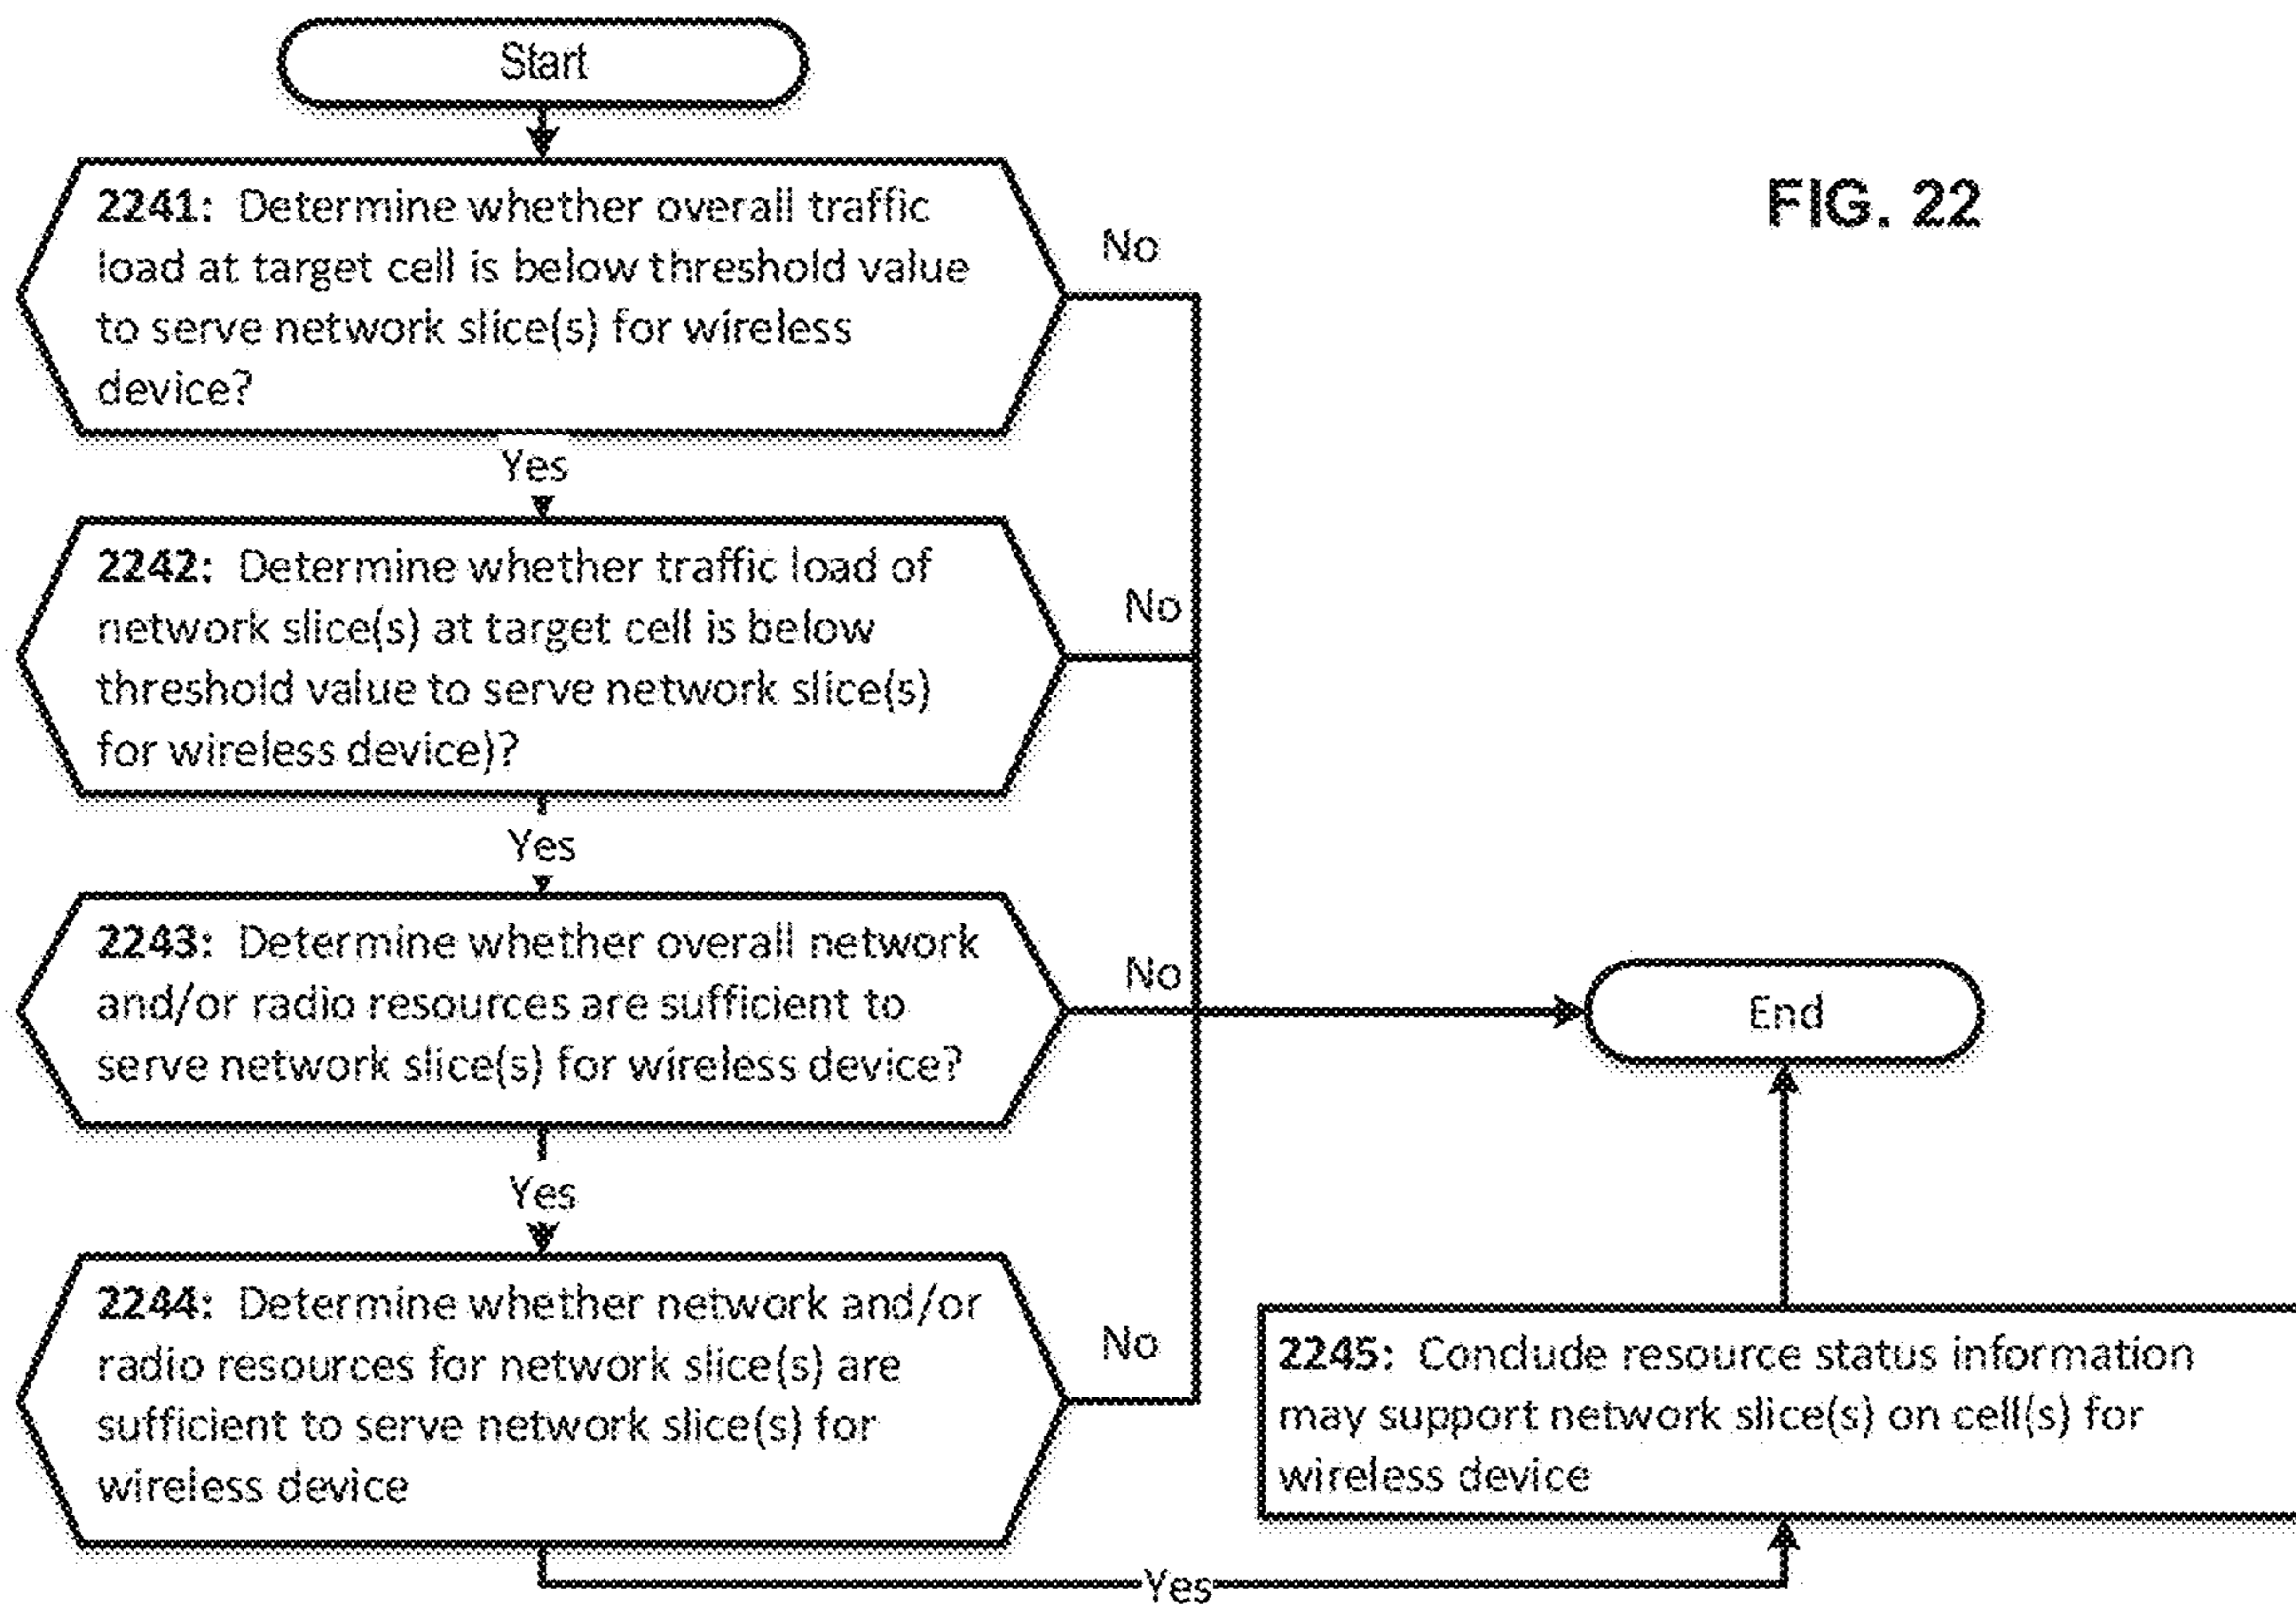 Start
FIG. 22
2241: Determine whether overall traffic
load at target cell is below threshold value
to serve network slice(s) for wireless
device?
No
Yes
2242: Determine whether traffic load of
network slice(s) at target cell is below
threshold value to serve network slice(s)
for wireless device)?
No
Yes
2243: Determine whether overall network
and/or radio resources are sufficient to
serve network slice(s) for wireless device?
No
End
Yes
2244: Determine whether network and/or
radio resources for network slice(s) are
sufficient to serve network slice(s) for
wireless device
No
2245: Conclude resource status information
may support network slice(s) on cell(s) for
wireless device
Yes